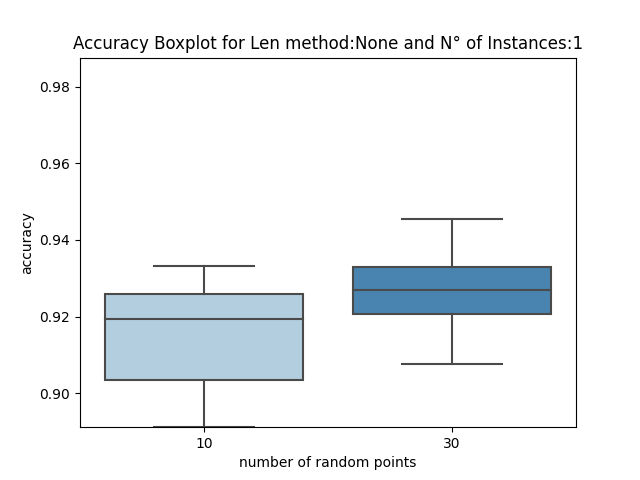 Accuracy Boxplot for Len method:None and N° of Instances:1
0.98
0.96
0.94
0.92
0.90
accuracy
10
30
number of random points